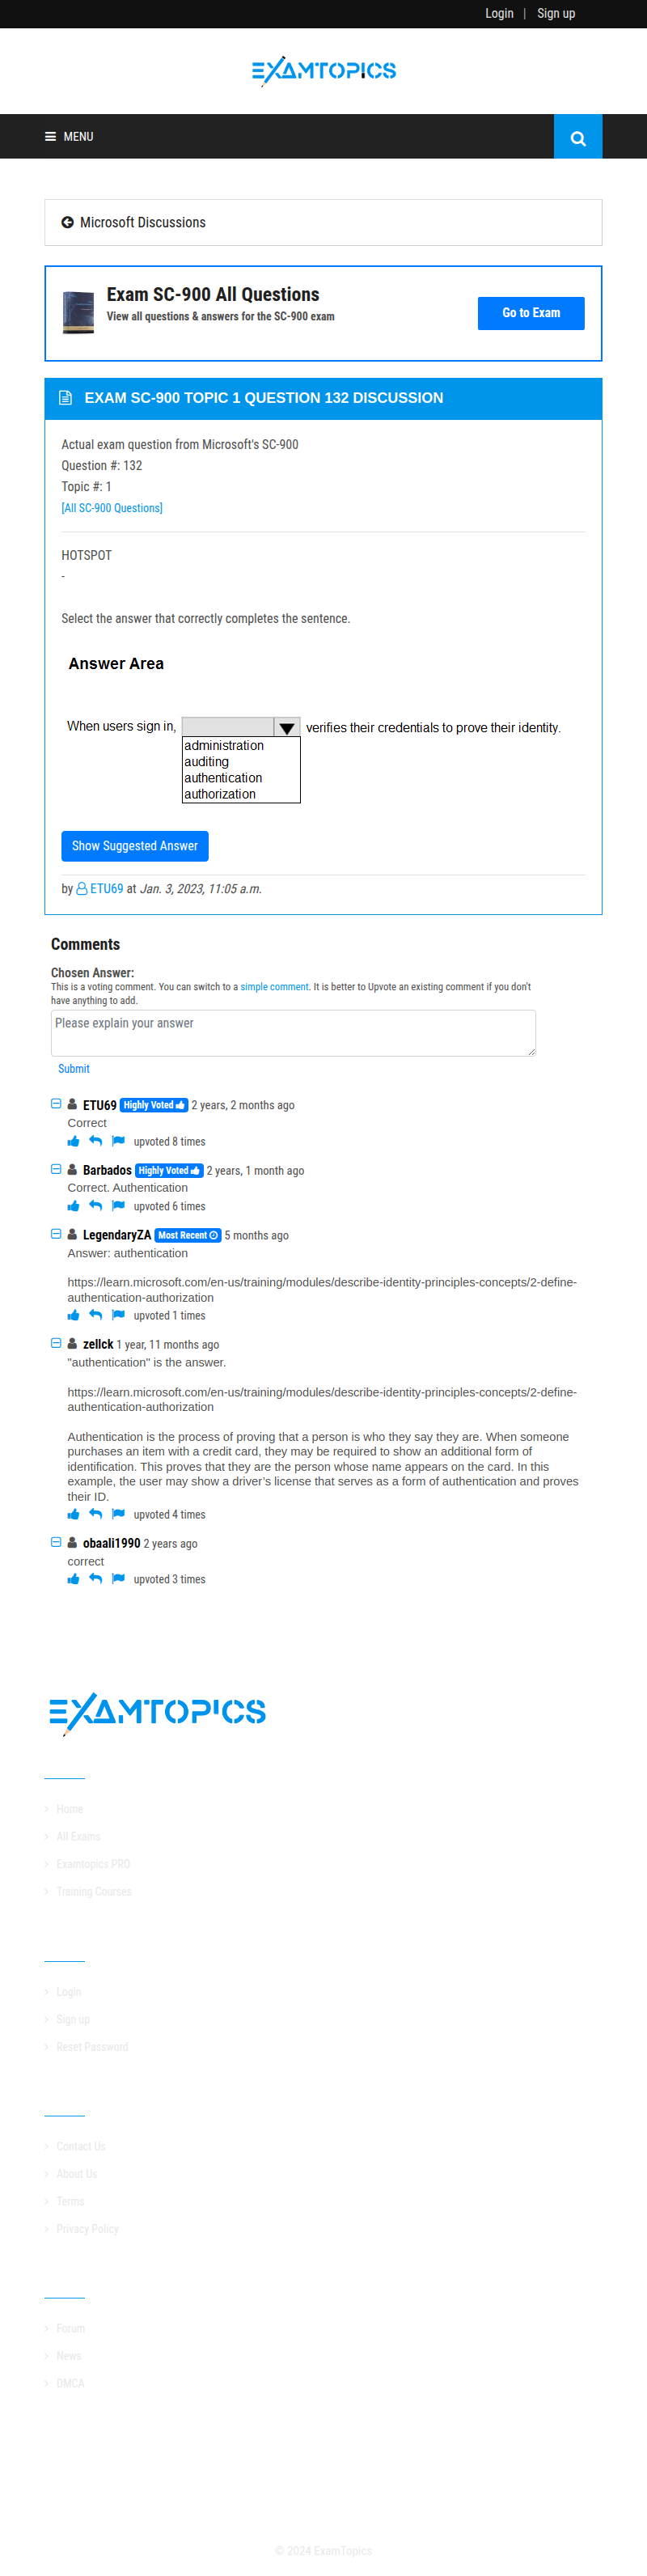 Login | Sign up
EXAMTOPICS
MENU
Microsoft Discussions
Exam SC-900 All Questions
View all questions & answers for the SC-900 exam
Go to Exam
EXAM SC-900 TOPIC 1 QUESTION 132 DISCUSSION
Actual exam question from Microsoft's SC-900
Question #: 132
Topic #: 1
[All SC-900 Questions]
HOTSPOT
-
Select the answer that correctly completes the sentence.
Answer Area
When users sign in, verifies their credentials to prove their identity.
administration
auditing
authentication
authorization
Show Suggested Answer
by ETU69 at Jan. 3, 2023, 11:05 a.m.
Comments
Chosen Answer:
This is a voting comment. You can switch to a simple comment. It is better to Upvote an existing comment if you don't
have anything to add.
Please explain your answer
Submit
ETU69 Highly Voted 2 years, 2 months ago
Correct
upvoted 8 times
Barbados Highly Voted 2 years, 1 month ago
Correct. Authentication
upvoted 6 times
LegendaryZA Most Recent 5 months ago
Answer: authentication
https://learn.microsoft.com/en-us/training/modules/describe-identity-principles-concepts/2-define-
authentication-authorization
upvoted 1 times
zellck 1 year, 11 months ago
"authentication" is the answer.
https://learn.microsoft.com/en-us/training/modules/describe-identity-principles-concepts/2-define-
authentication-authorization
Authentication is the process of proving that a person is who they say they are. When someone
purchases an item with a credit card, they may be required to show an additional form of
identification. This proves that they are the person whose name appears on the card. In this
example, the user may show a driver’s license that serves as a form of authentication and proves
their ID.
upvoted 4 times
obaali1990 2 years ago
correct
upvoted 3 times
EXAMTOPICS
Home
All Exams
Examtopics PRO
Training Courses
Login
Sign up
Reset Password
Contact Us
About Us
Terms
Privacy Policy
Forum
News
DMCA
© 2024 ExamTopics